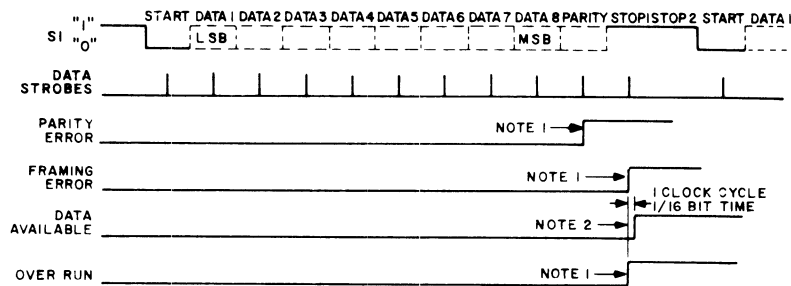 START DATA 1 DATA 2 DATA 3 DATA 4 DATA 5 DATA 6 DATA 7 DATA 8 PARITY STOP1 STOP 2 START DATA 1
SI "1"
"0"
LSB MSB
DATA
STROBES
PARITY
ERROR
NOTE 1
FRAMING
ERROR
NOTE 1
1 CLOCK CYCLE
1/16 BIT TIME
DATA
AVAILABLE
NOTE 2
OVER RUN
NOTE 1